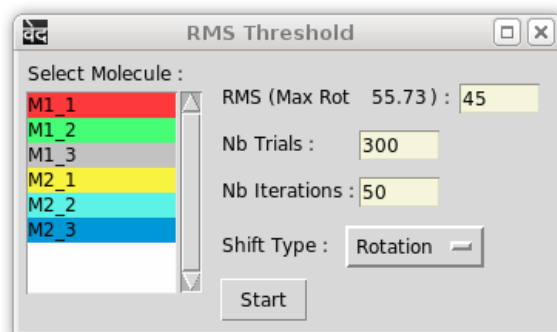 वेद
RMS Threshold
Select Molecule :
M1_1
M1_2
M1_3
M2_1
M2_2
M2_3
RMS (Max Rot 55.73) : 45
Nb Trials : 300
Nb Iterations : 50
Shift Type : Rotation
Start